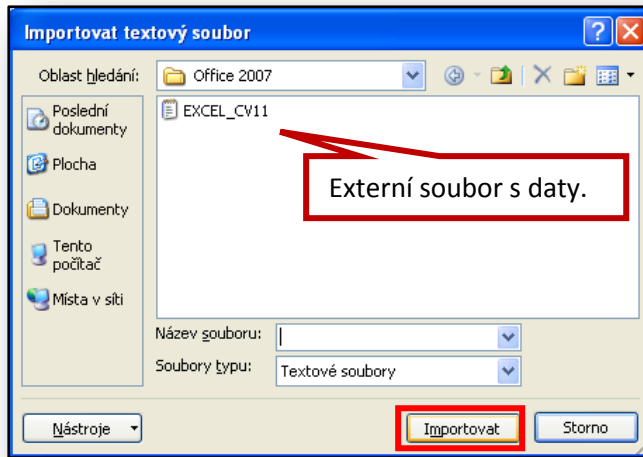 Importovat textový soubor
Oblast hledání:
Office 2007
Poslední
dokumenty
Plocha
Dokumenty
Tento
počítač
Místa v síti
EXCEL_CV11
Externí soubor s daty.
Název souboru:
Soubory typu:
Textové soubory
Nástroje
Importovat
Storno